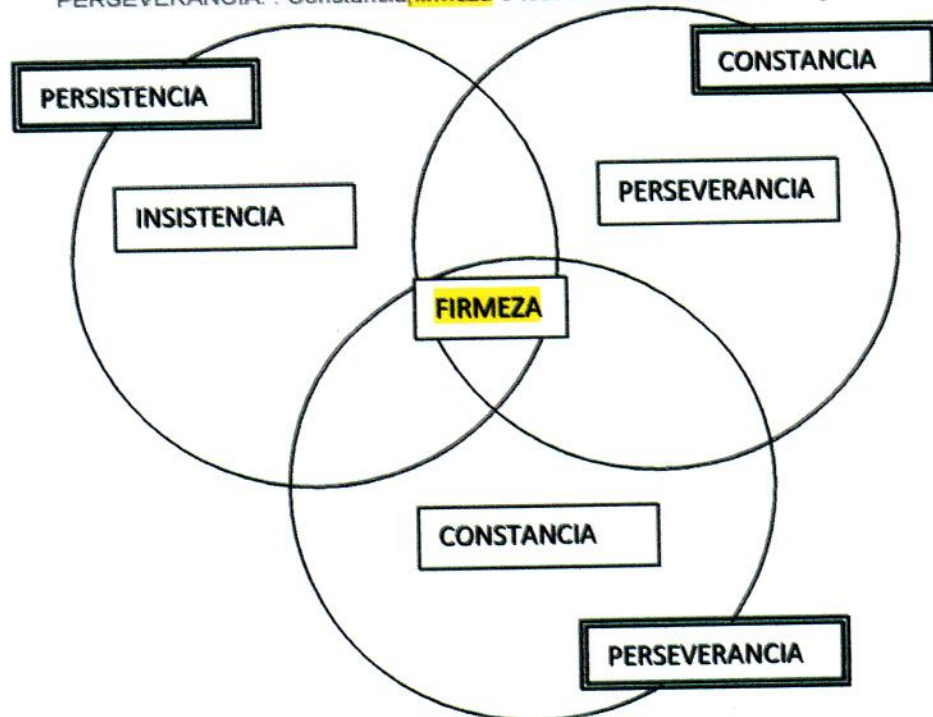 PERSEVERANCIA. : Constancia, firmeza
CONSTANCIA
PERSISTENCIA
PERSEVERANCIA
INSISTENCIA
FIRMEZA
CONSTANCIA
PERSEVERANCIA